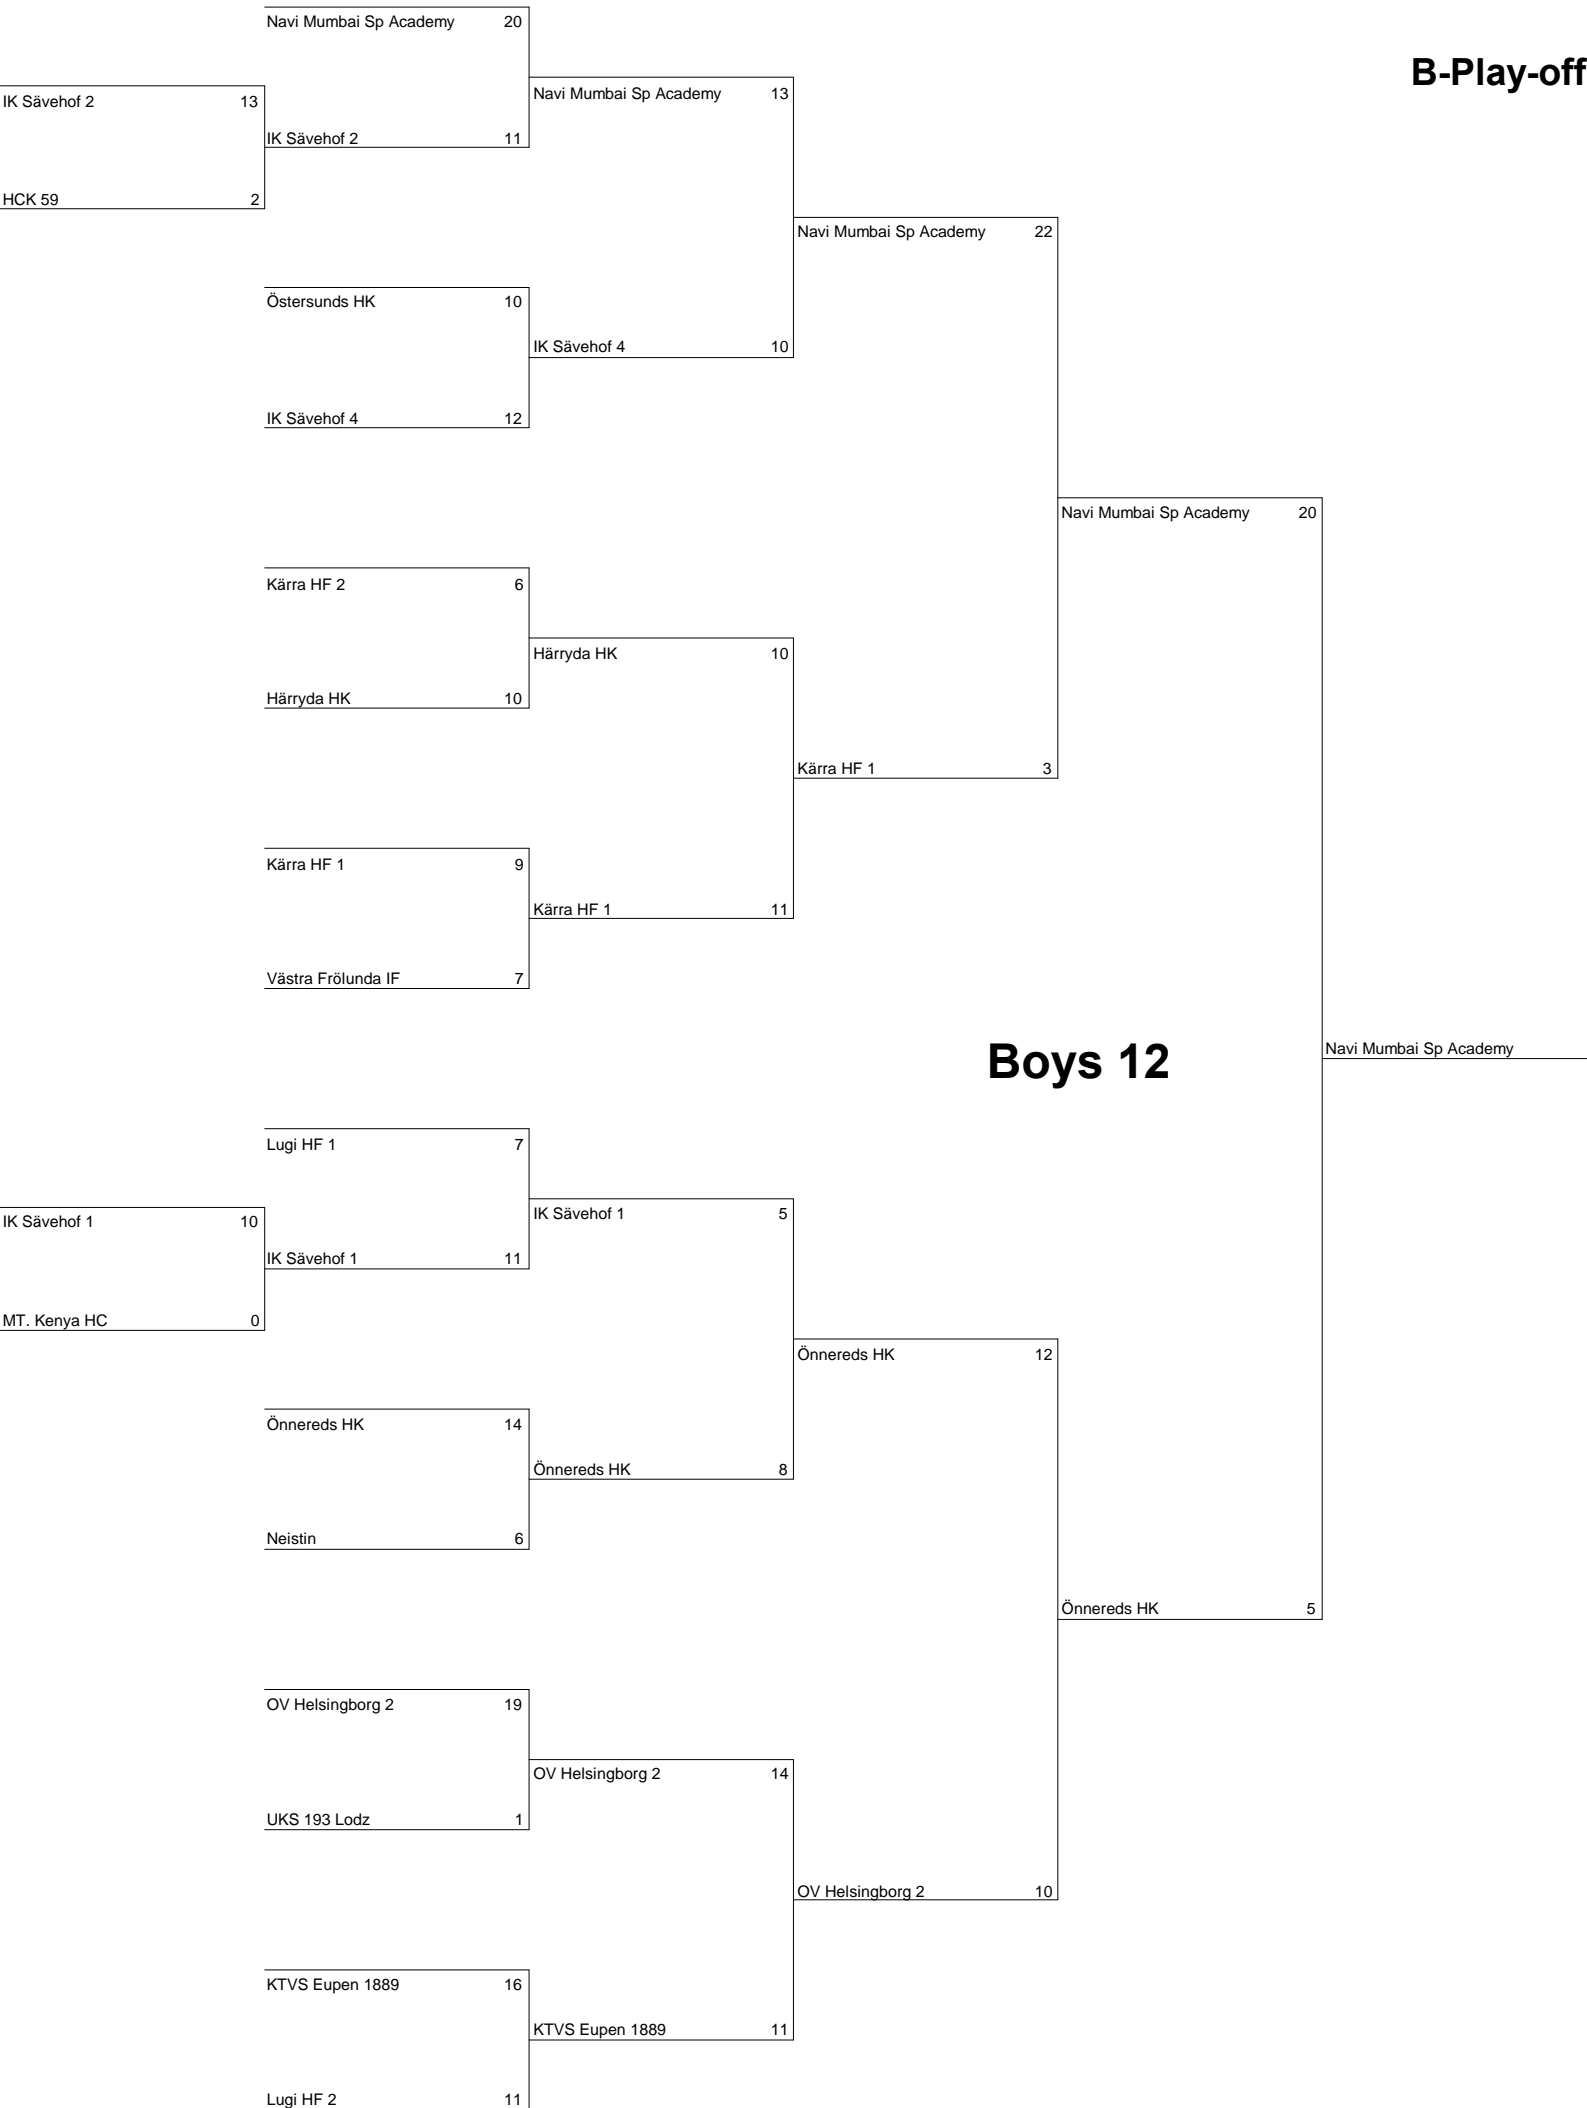 Navi Mumbai Sp Academy 20
B-Play-off
IK Sävehof 2 13
Navi Mumbai Sp Academy 13
IK Sävehof 2 11
HCK 59 2
Navi Mumbai Sp Academy 22
Östersunds HK 10
IK Sävehof 4 10
IK Sävehof 4 12
Navi Mumbai Sp Academy 20
Kärra HF 2 6
Härryda HK 10
Härryda HK 10
Kärra HF 1 3
Kärra HF 1 9
Kärra HF 1 11
Västra Frölunda IF 7
Boys 12
Navi Mumbai Sp Academy
Lugi HF 1 7
IK Sävehof 1 5
IK Sävehof 1 10
IK Sävehof 1 11
MT. Kenya HC 0
Önnereds HK 12
Önnereds HK 14
Önnereds HK 8
Neistin 6
Önnereds HK 5
OV Helsingborg 2 19
OV Helsingborg 2 14
UKS 193 Lodz 1
OV Helsingborg 2 10
KTVS Eupen 1889 16
KTVS Eupen 1889 11
Lugi HF 2 11